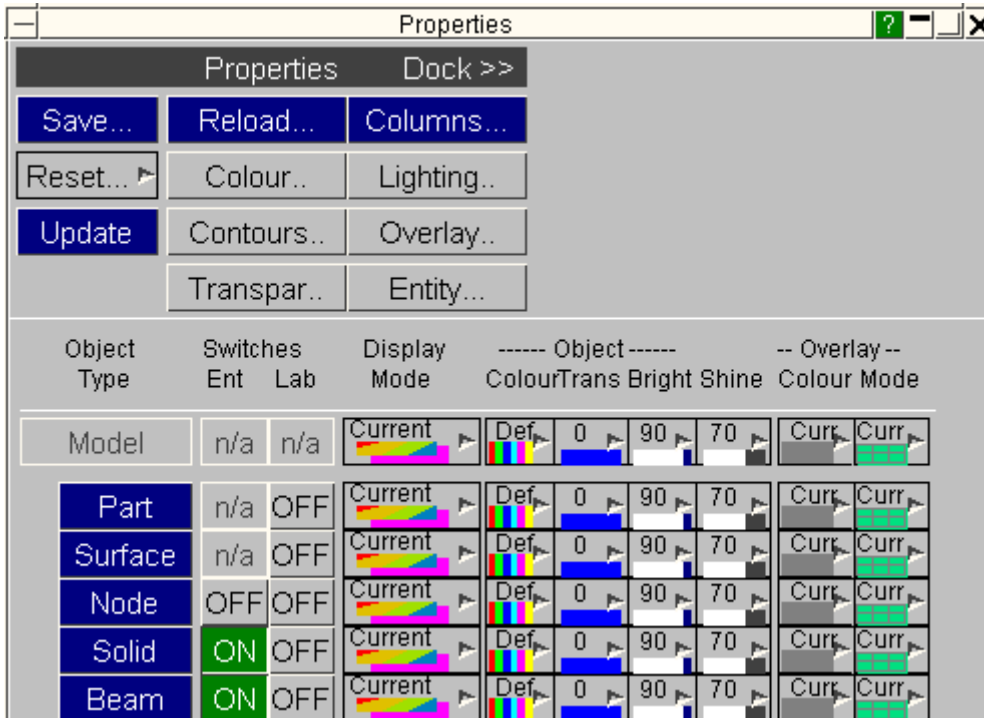 Properties ?
Properties Dock >>
Save... Reload... Columns...
Reset... Colour.. Lighting..
Update Contours.. Overlay..
Transpar.. Entity...
Object Switches Display ------ Object ------ -- Overlay --
Type Ent Lab Mode Colour Trans Bright Shine Colour Mode
Model n/a n/a Current Def 0 90 70 Curr Curr
Part n/a OFF Current Def 0 90 70 Curr Curr
Surface n/a OFF Current Def 0 90 70 Curr Curr
Node OFF OFF Current Def 0 90 70 Curr Curr
Solid ON OFF Current Def 0 90 70 Curr Curr
Beam ON OFF Current Def 0 90 70 Curr Curr